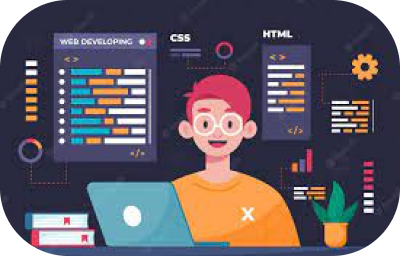 WEB DEVELOPING
CSS
HTML
< >
< >
</>
</>
X